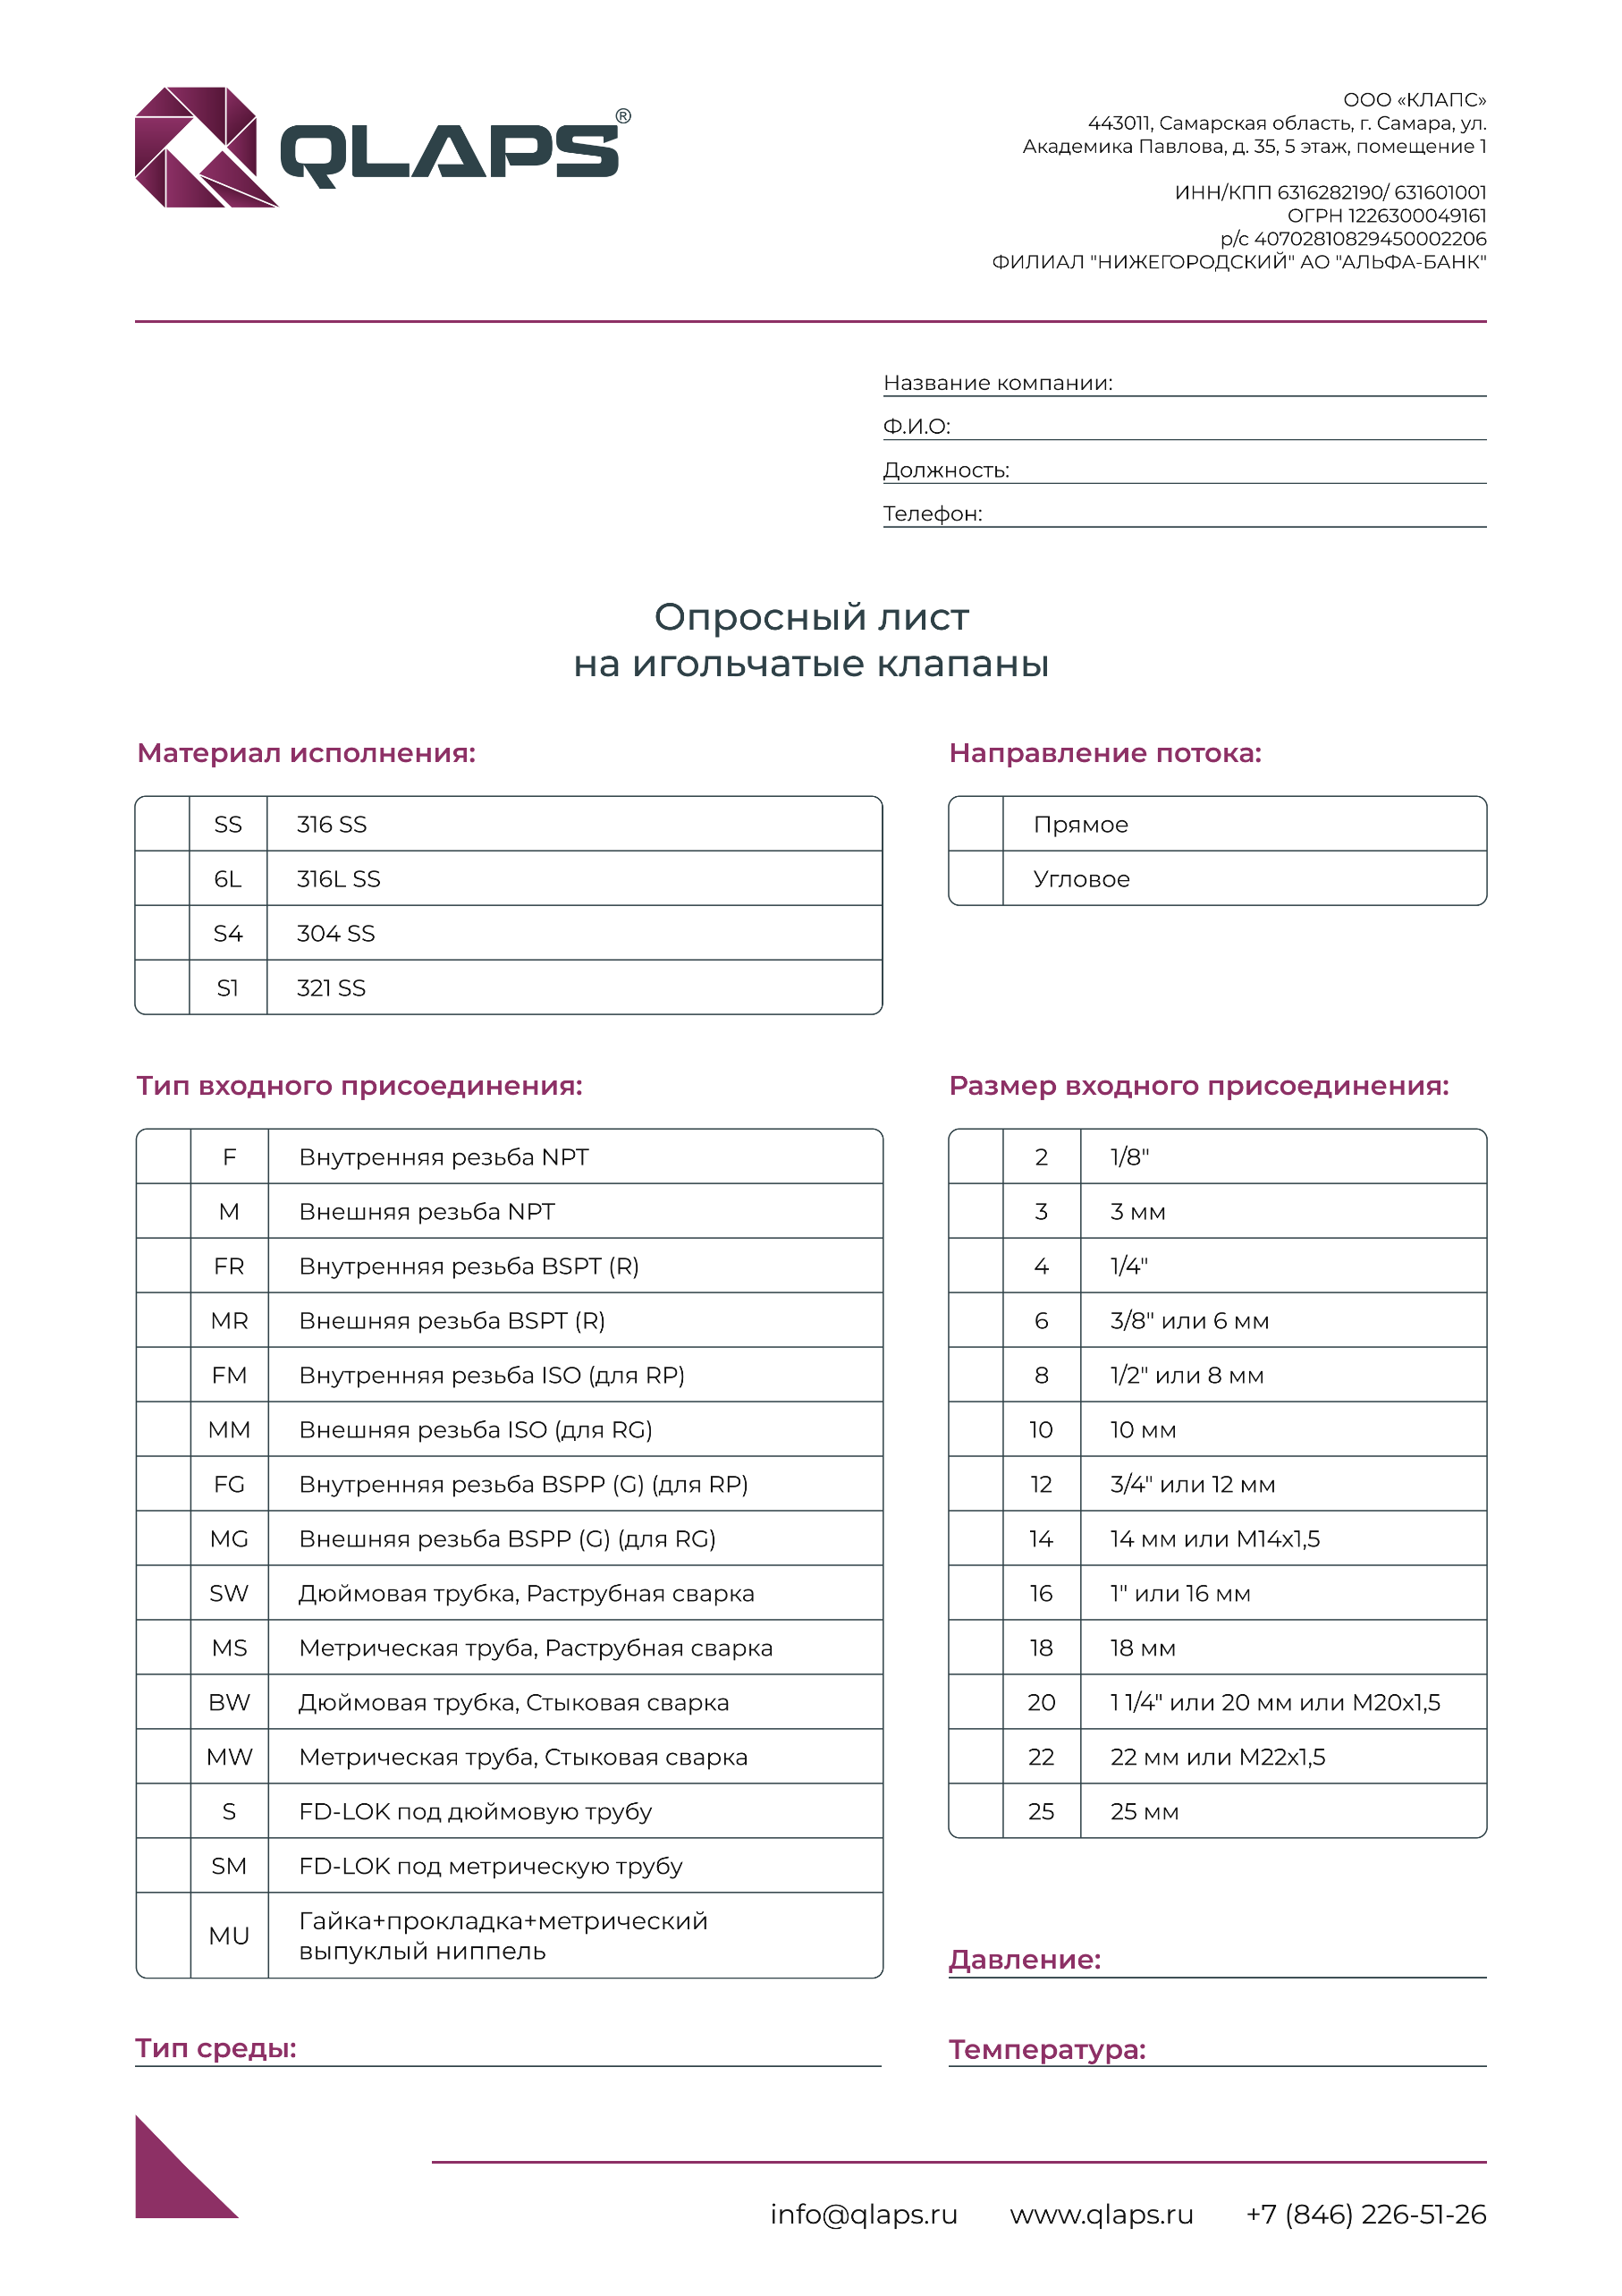 QLAPS®
ООО «КЛАПС»
443011, Самарская область, г. Самара, ул.
Академика Павлова, д. 35, 5 этаж, помещение 1
ИНН/КПП 6316282190/ 631601001
ОГРН 1226300049161
р/с 40702810829450002206
ФИЛИАЛ "НИЖЕГОРОДСКИЙ" АО "АЛЬФА-БАНК"
Название компании:
Ф.И.О:
Должность:
Телефон:
Опросный лист
на игольчатые клапаны
Материал исполнения:
SS 316 SS
6L 316L SS
S4 304 SS
S1 321 SS
Направление потока:
Прямое
Угловое
Тип входного присоединения:
F Внутренняя резьба NPT
M Внешняя резьба NPT
FR Внутренняя резьба BSPT (R)
MR Внешняя резьба BSPT (R)
FM Внутренняя резьба ISO (для RP)
MM Внешняя резьба ISO (для RG)
FG Внутренняя резьба BSPP (G) (для RP)
MG Внешняя резьба BSPP (G) (для RG)
SW Дюймовая трубка, Раструбная сварка
MS Метрическая труба, Раструбная сварка
BW Дюймовая трубка, Стыковая сварка
MW Метрическая труба, Стыковая сварка
S FD-LOK под дюймовую трубу
SM FD-LOK под метрическую трубу
MU Гайка+прокладка+метрический
выпуклый ниппель
Размер входного присоединения:
2 1/8"
3 3 мм
4 1/4"
6 3/8" или 6 мм
8 1/2" или 8 мм
10 10 мм
12 3/4" или 12 мм
14 14 мм или М14х1,5
16 1" или 16 мм
18 18 мм
20 1 1/4" или 20 мм или М20х1,5
22 22 мм или М22х1,5
25 25 мм
Давление:
Тип среды:
Температура:
info@qlaps.ru www.qlaps.ru +7 (846) 226-51-26